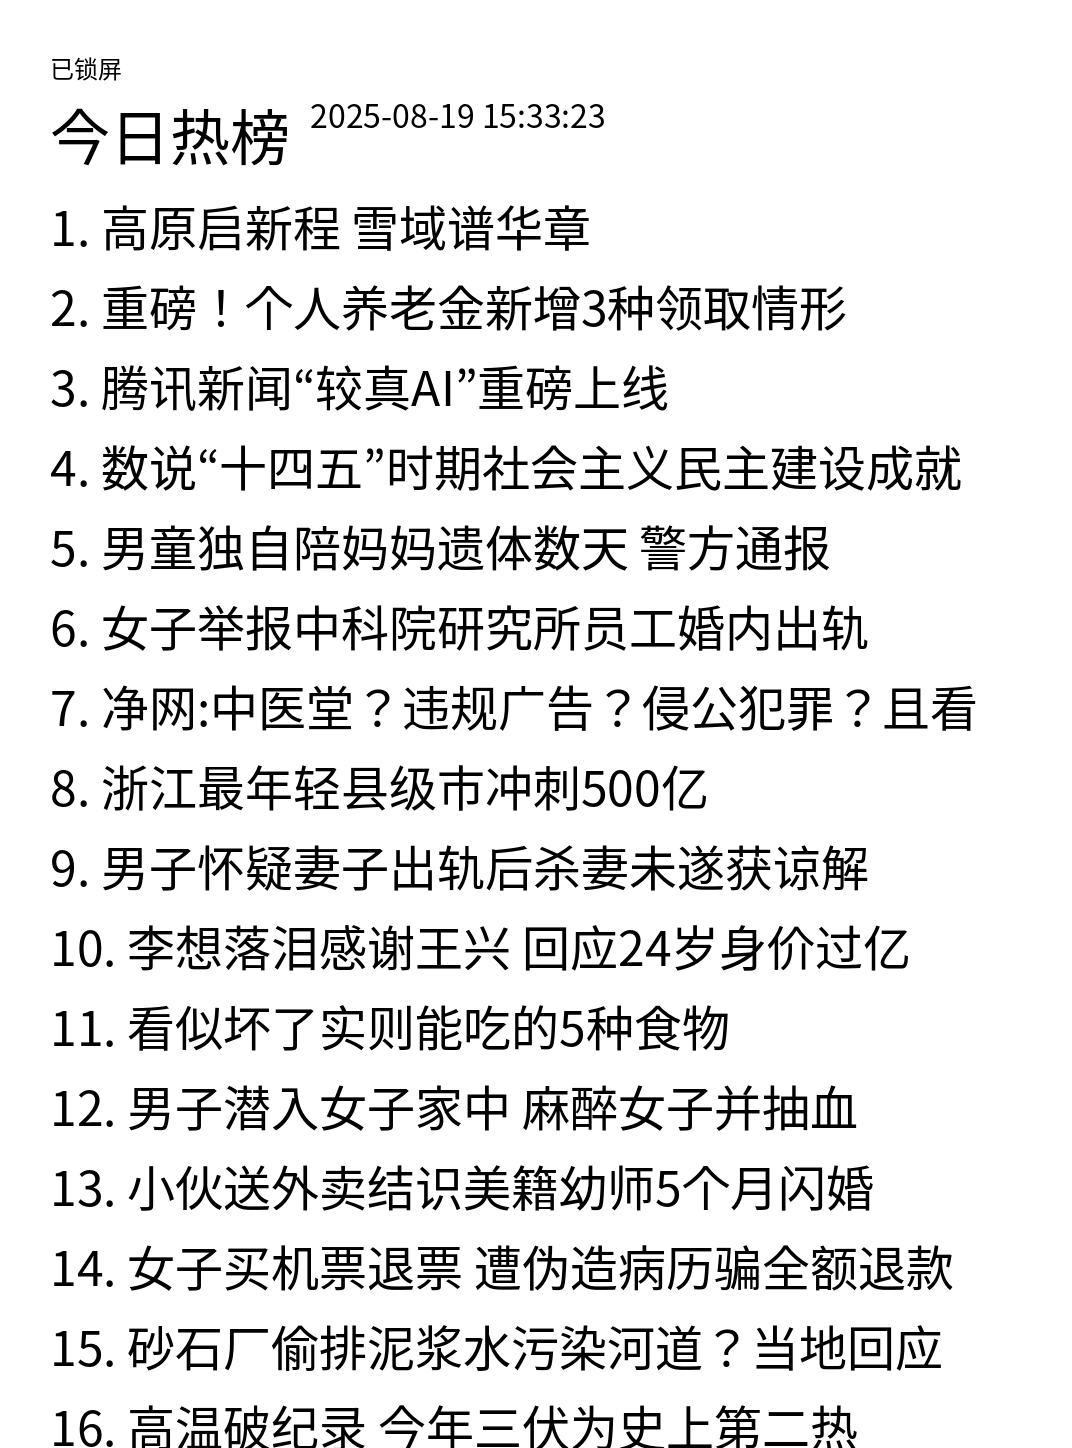 已锁屏
今日热榜 2025-08-19 15:33:23
1. 高原启新程 雪域谱华章
2. 重磅！个人养老金新增3种领取情形
3. 腾讯新闻“较真AI”重磅上线
4. 数说“十四五”时期社会主义民主建设成就
5. 男童独自陪妈妈遗体数天 警方通报
6. 女子举报中科院研究所员工婚内出轨
7. 净网:中医堂？违规广告？侵公犯罪？且看
8. 浙江最年轻县级市冲刺500亿
9. 男子怀疑妻子出轨后杀妻未遂获谅解
10. 李想落泪感谢王兴 回应24岁身价过亿
11. 看似坏了实则能吃的5种食物
12. 男子潜入女子家中 麻醉女子并抽血
13. 小伙送外卖结识美籍幼师5个月闪婚
14. 女子买机票退票 遭伪造病历骗全额退款
15. 砂石厂偷排泥浆水污染河道？当地回应
16. 高温破纪录 今年三伏为史上第二热